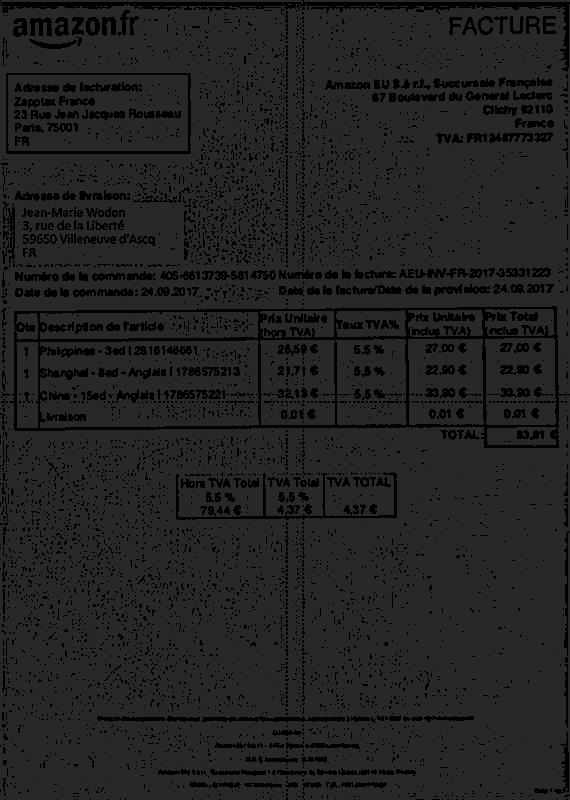 amazon.fr
FACTURE
Adresse de facturation:
Zapptax France
23 Rue Jean Jacques Rousseau
Paris, 75001
FR
Amazon EU S.à r.l., Succursale Française
67 Boulevard du General Leclerc
Clichy 92110
France
TVA: FR12487773327
Adresse de livraison:
Jean-Marie Wodon
3, rue de la Liberté
59650 Villeneuve d'Ascq
FR
Numéro de la commande: 405-6613739-5614750 Numéro de la facture: AEU-INV-FR-2017-35331223
Date de la commande: 24.09.2017 Date de la facture/Date de la provision: 24.09.2017
Qté Description de l'article Prix Unitaire (hors TVA) Taux TVA% Prix Unitaire (inclus TVA) Prix Total (inclus TVA)
1 Philippines - 3ed | 2816148661 25,59 € 5,5 % 27,00 € 27,00 €
1 Shanghai - 8ed - Anglais | 1786575213 21,71 € 5,5 % 22,90 € 22,90 €
1 China - 15ed - Anglais | 1786575221 32,13 € 5,5 % 33,90 € 33,90 €
Livraison 0,01 € 0,01 € 0,01 €
TOTAL: 83,81 €
Hors TVA Total TVA Total TVA TOTAL
5,5 % 5,5 %
79,44 € 4,37 € 4,37 €